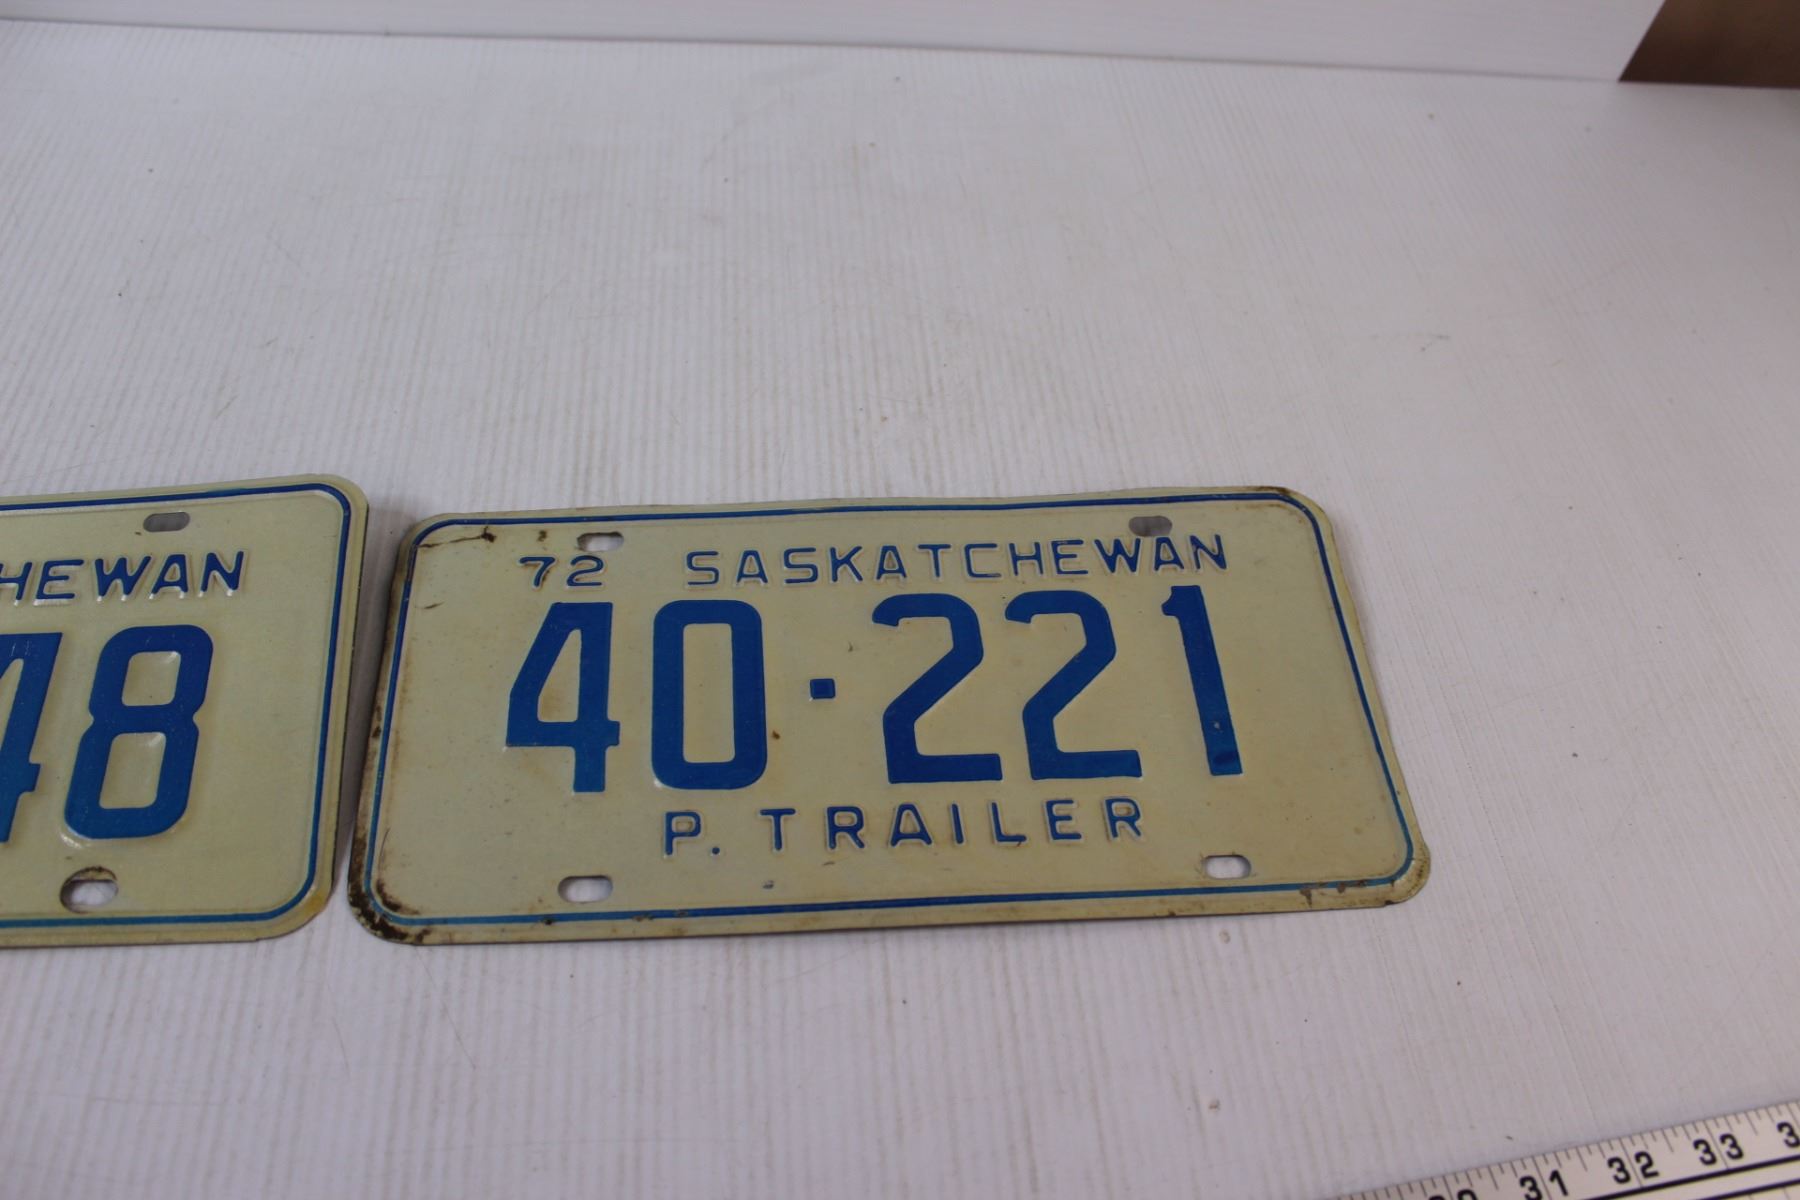 HEWAN
48
72 SASKATCHEWAN
40·221
P. TRAILER
31 32 33